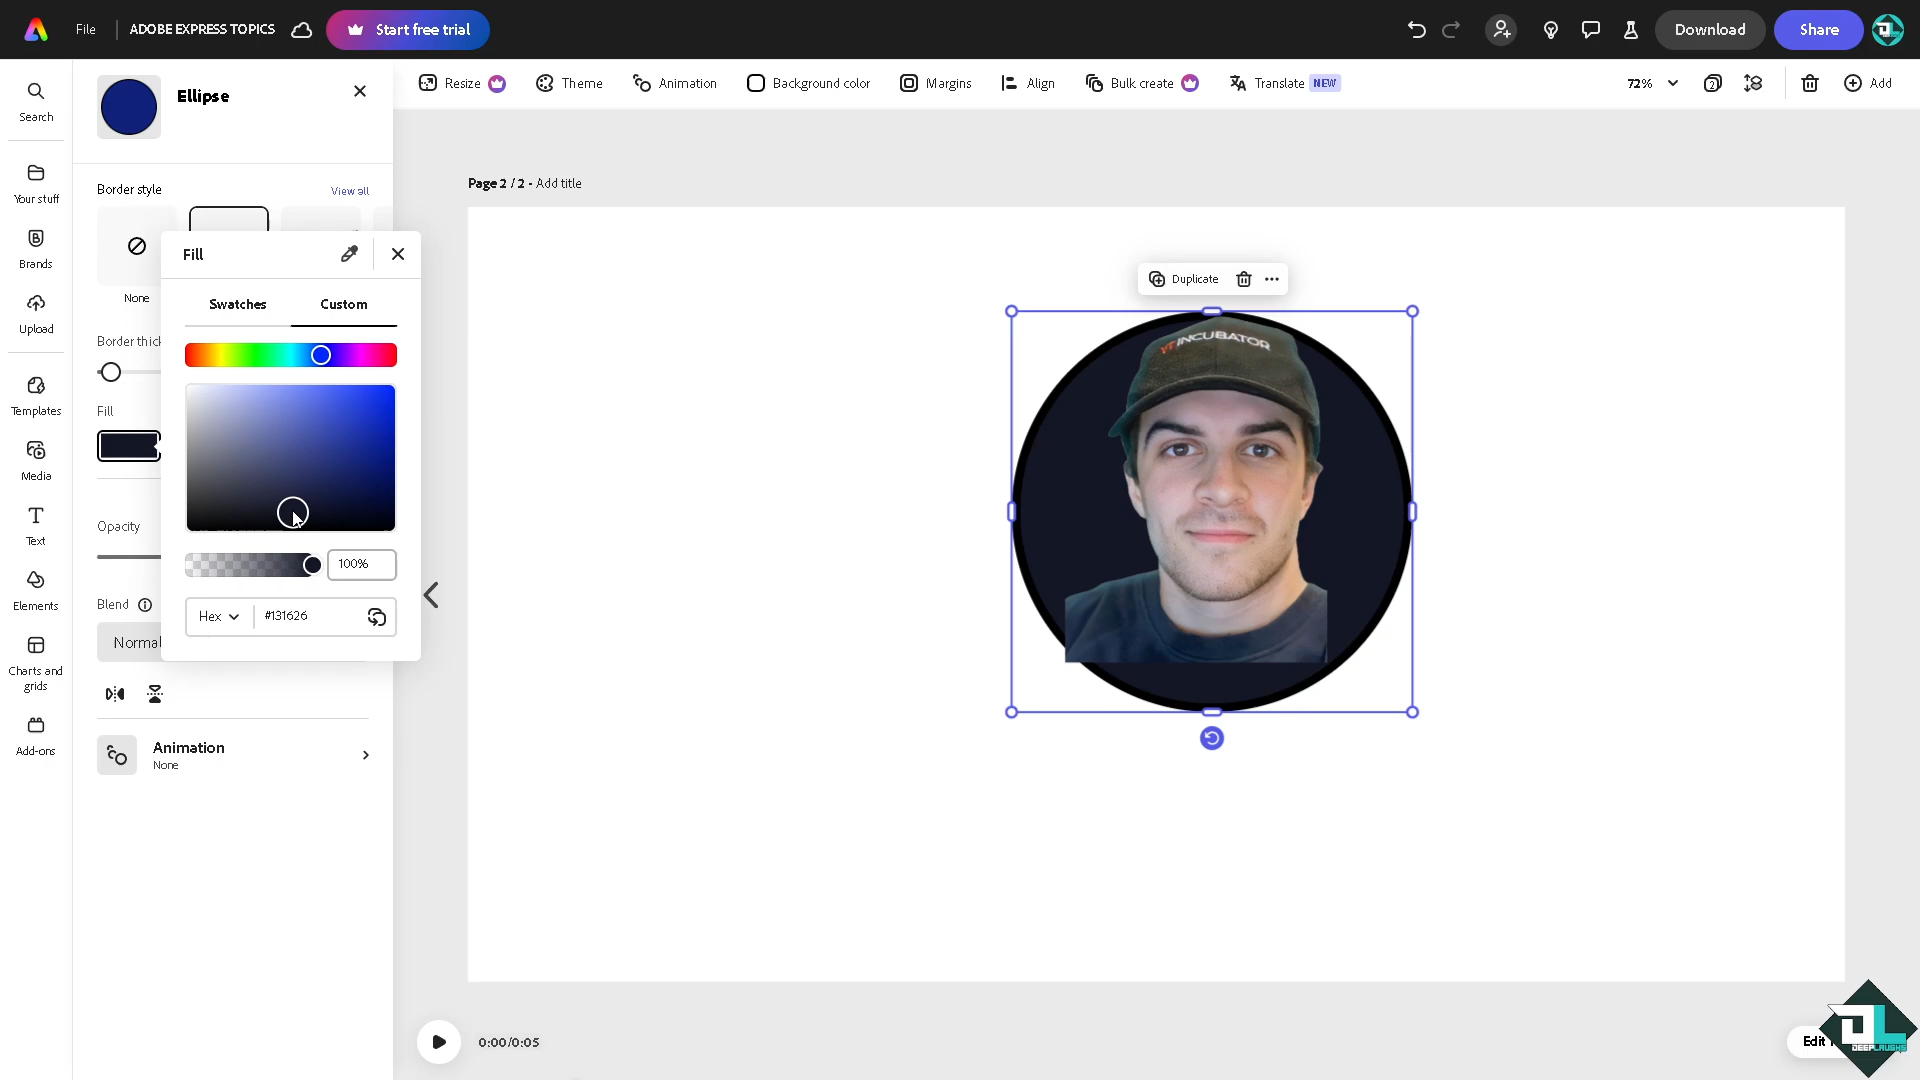 File
ADOBE EXPRESS TOPICS
Start free trial
Download
Share
Search
Your stuff
Brands
Upload
Templates
Media
Text
Elements
Charts and
grids
Add-ons
Ellipse
Border style
View all
None
Border thick
Fill
Opacity
Blend
Normal
Animation
None
Fill
Swatches
Custom
100%
Hex
#131626
Resize
Theme
Animation
Background color
Margins
Align
Bulk create
Translate NEW
72%
2
Add
Page 2 / 2 - Add title
Duplicate
YT INCUBATOR
0:00/0:05
Edit
DEEPLAUGHS